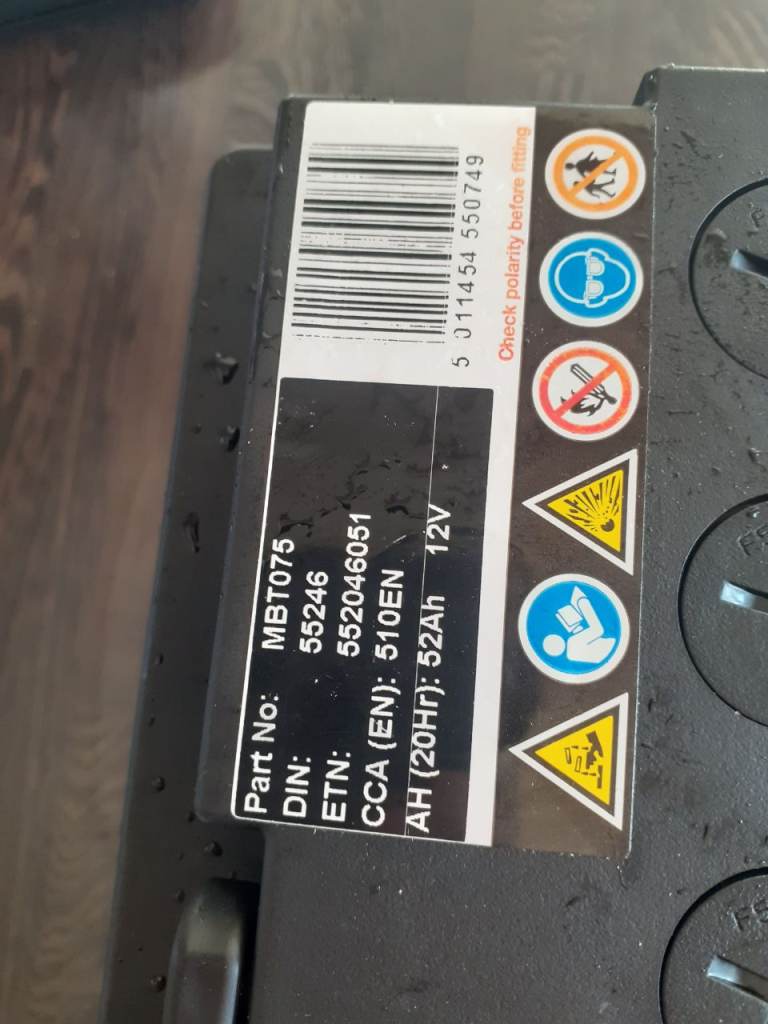 5 011454 550749
Check polarity before fitting
Part No: MBT075
DIN: 55246
ETN: 552046051
CCA (EN): 510EN
AH (20Hr): 52Ah 12V